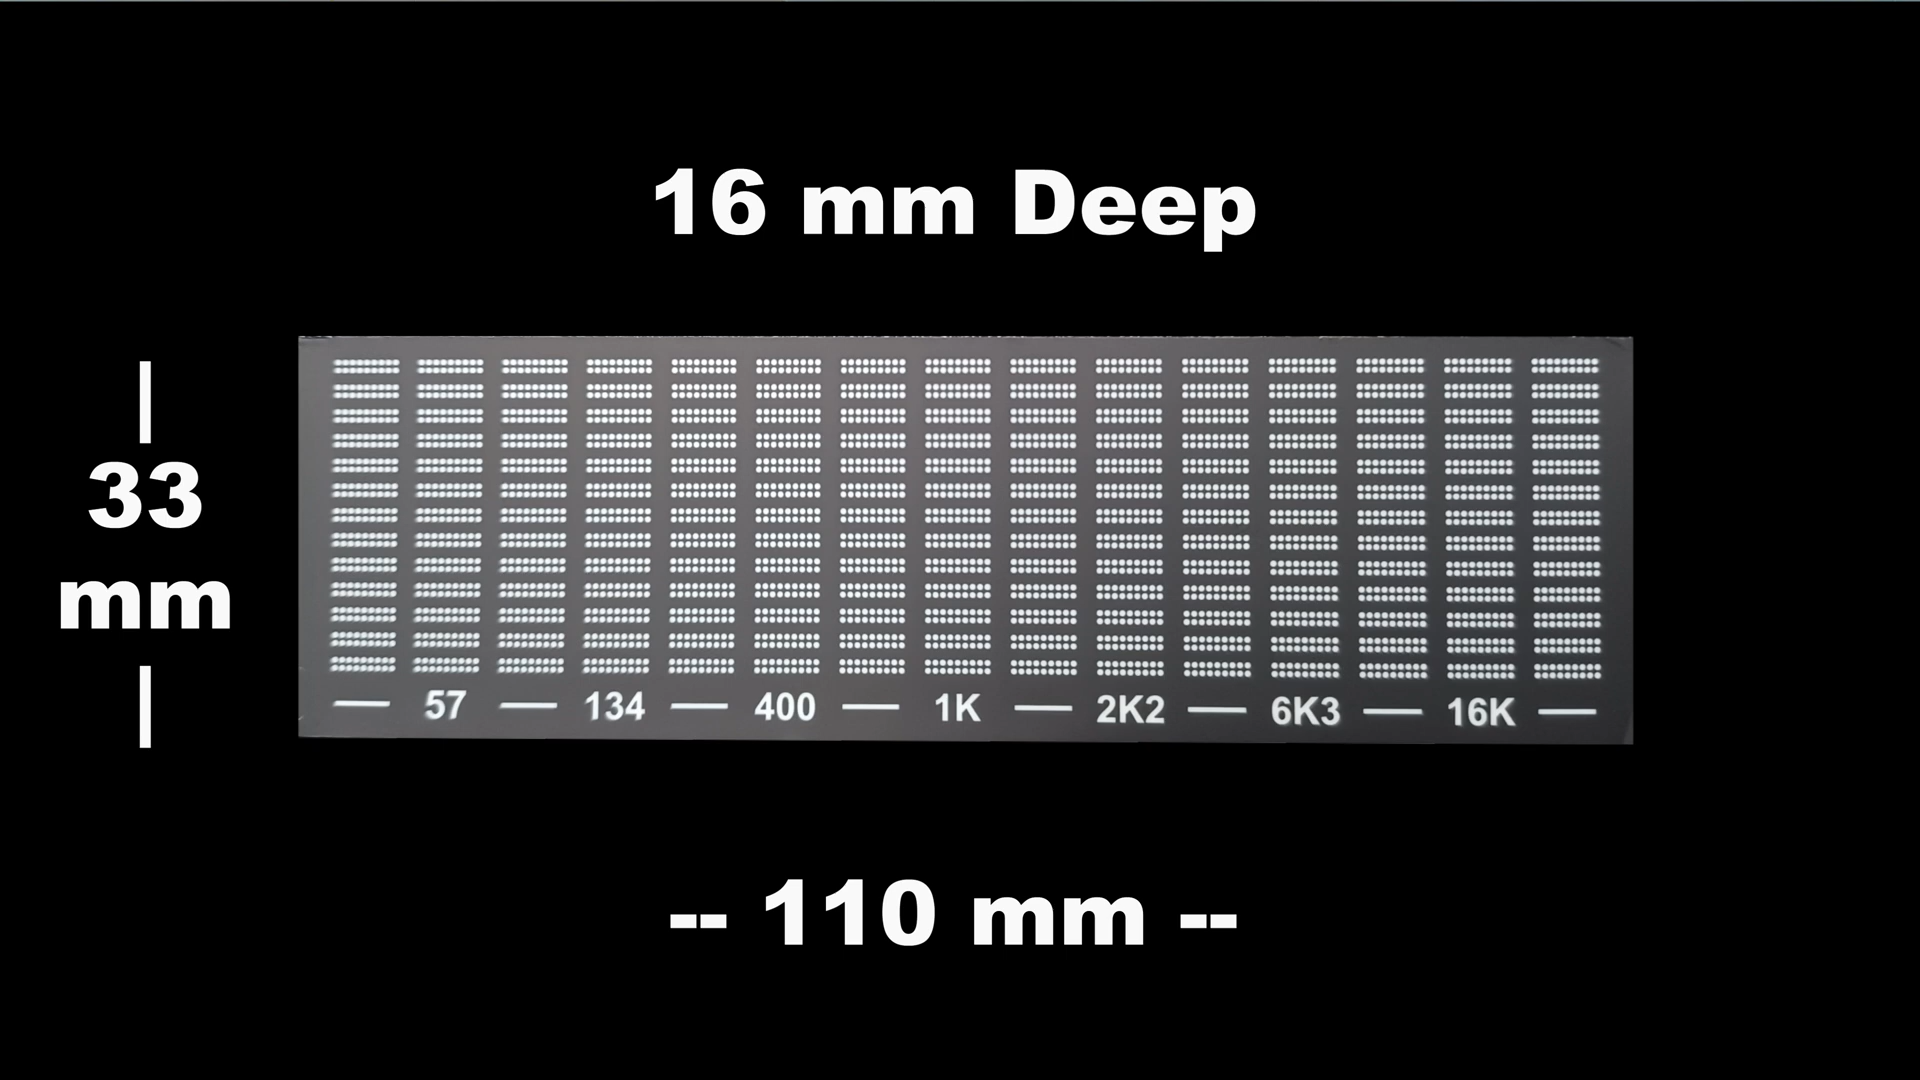 16 mm Deep
33
mm
— 57 — 134 — 400 — 1K — 2K2 — 6K3 — 16K —
-- 110 mm --